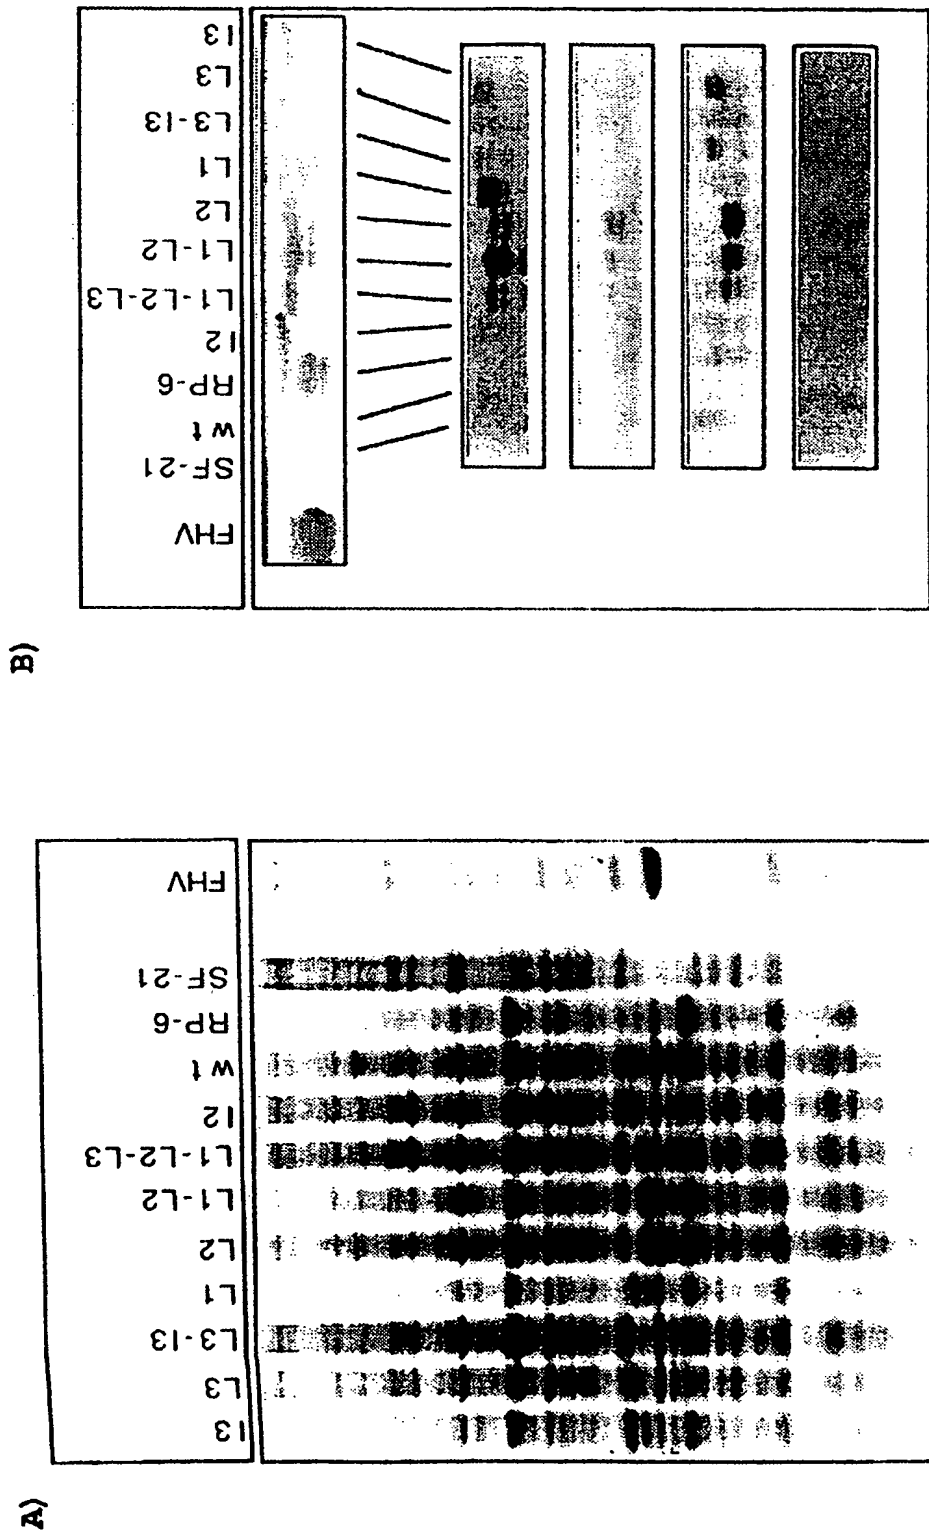 A)
I3
L3
L3-I3
L1
L2
L1-L2
L1-L2-L3
I2
wt
RP-6
SF-21
FHV
B)
FHV
SF-21
wt
RP-6
I2
L1-L2-L3
L1-L2
L2
L1
L3-I3
L3
I3